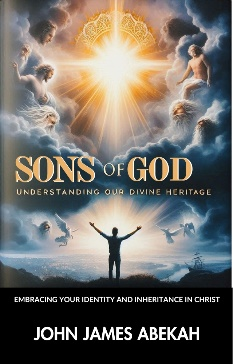 SONS OF GOD
UNDERSTANDING OUR DIVINE HERITAGE
EMBRACING YOUR IDENTITY AND INHERITANCE IN CHRIST
JOHN JAMES ABEKAH